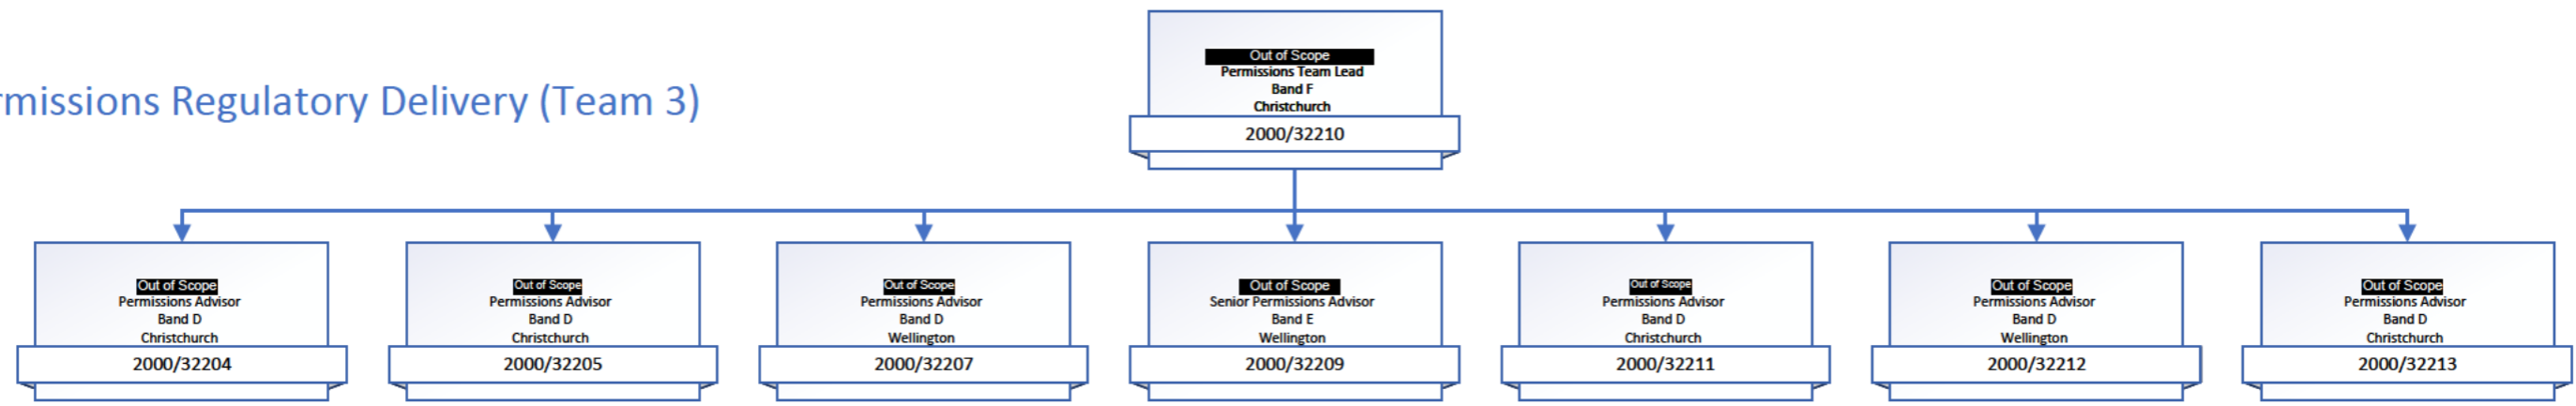 rmissions Regulatory Delivery (Team 3)
Out of Scope
Permissions Team Lead
Band F
Christchurch
2000/32210
Out of Scope
Permissions Advisor
Band D
Christchurch
2000/32204
Out of Scope
Permissions Advisor
Band D
Christchurch
2000/32205
Out of Scope
Permissions Advisor
Band D
Wellington
2000/32207
Out of Scope
Senior Permissions Advisor
Band E
Wellington
2000/32209
Out of Scope
Permissions Advisor
Band D
Christchurch
2000/32211
Out of Scope
Permissions Advisor
Band D
Wellington
2000/32212
Out of Scope
Permissions Advisor
Band D
Christchurch
2000/32213